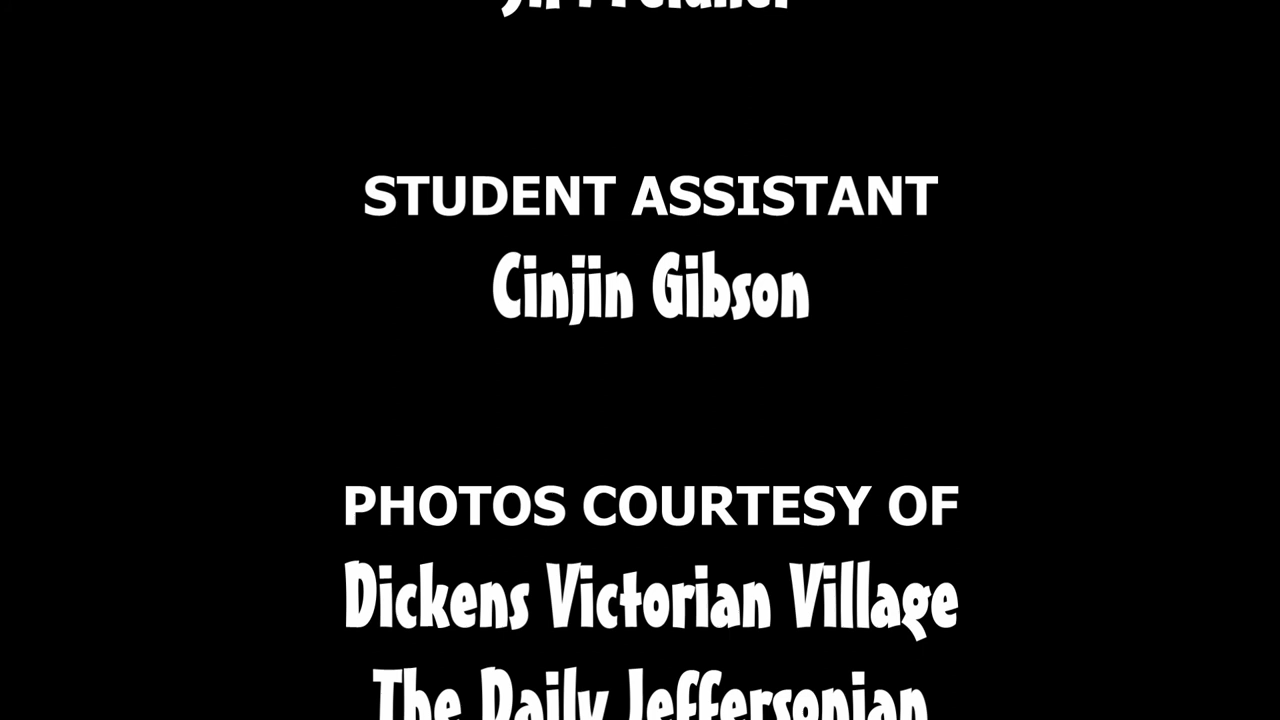 STUDENT ASSISTANT
Cinjin Gibson
PHOTOS COURTESY OF
Dickens Victorian Village
The Daily Jeffersonian